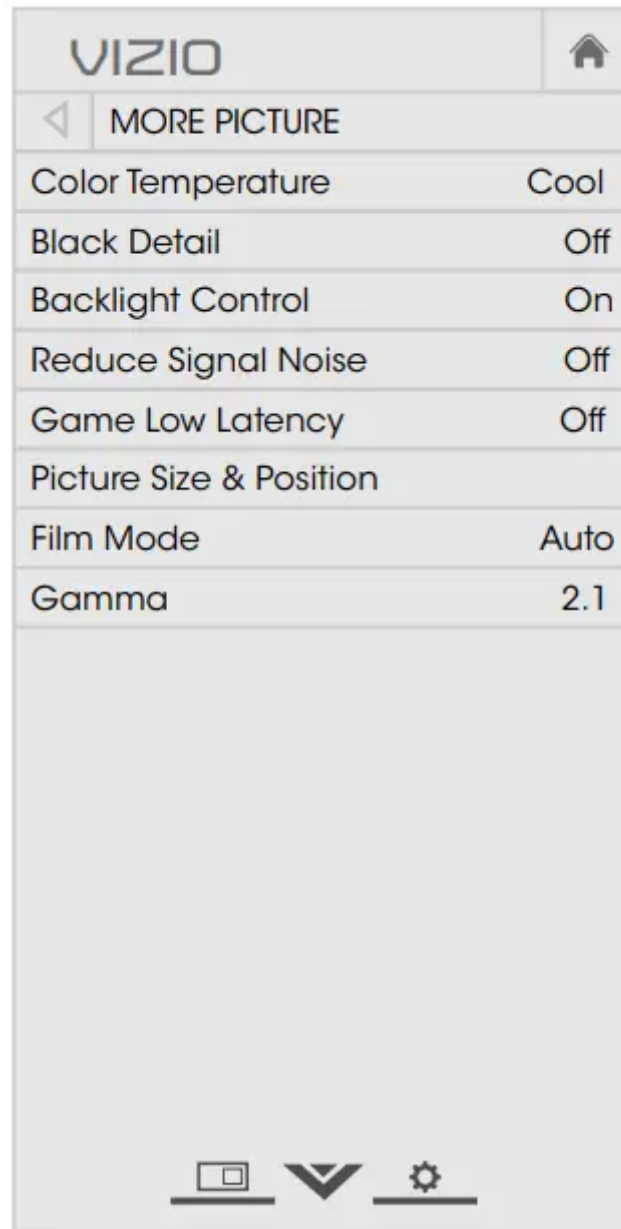 VIZIO
MORE PICTURE
Color Temperature Cool
Black Detail Off
Backlight Control On
Reduce Signal Noise Off
Game Low Latency Off
Picture Size & Position
Film Mode Auto
Gamma 2.1